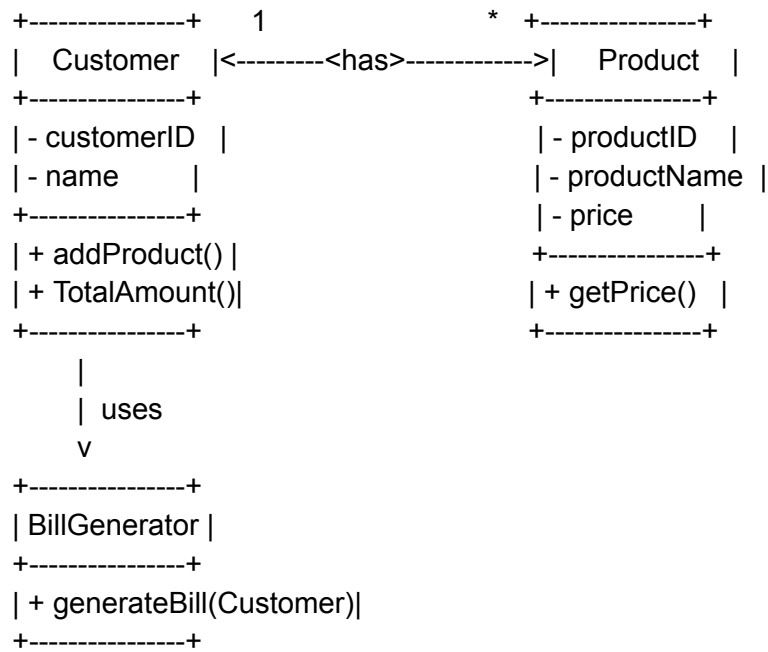 +----------------+ 1 * +----------------+
| Customer |<---------<has>------------->| Product |
+----------------+ +----------------+
| - customerID | | - productID |
| - name | | - productName |
+----------------+ | - price |
| + addProduct() | +----------------+
| + TotalAmount()| | + getPrice() |
+----------------+ +----------------+
|
| uses
v
+----------------+
| BillGenerator |
+----------------+
| + generateBill(Customer)|
+----------------+